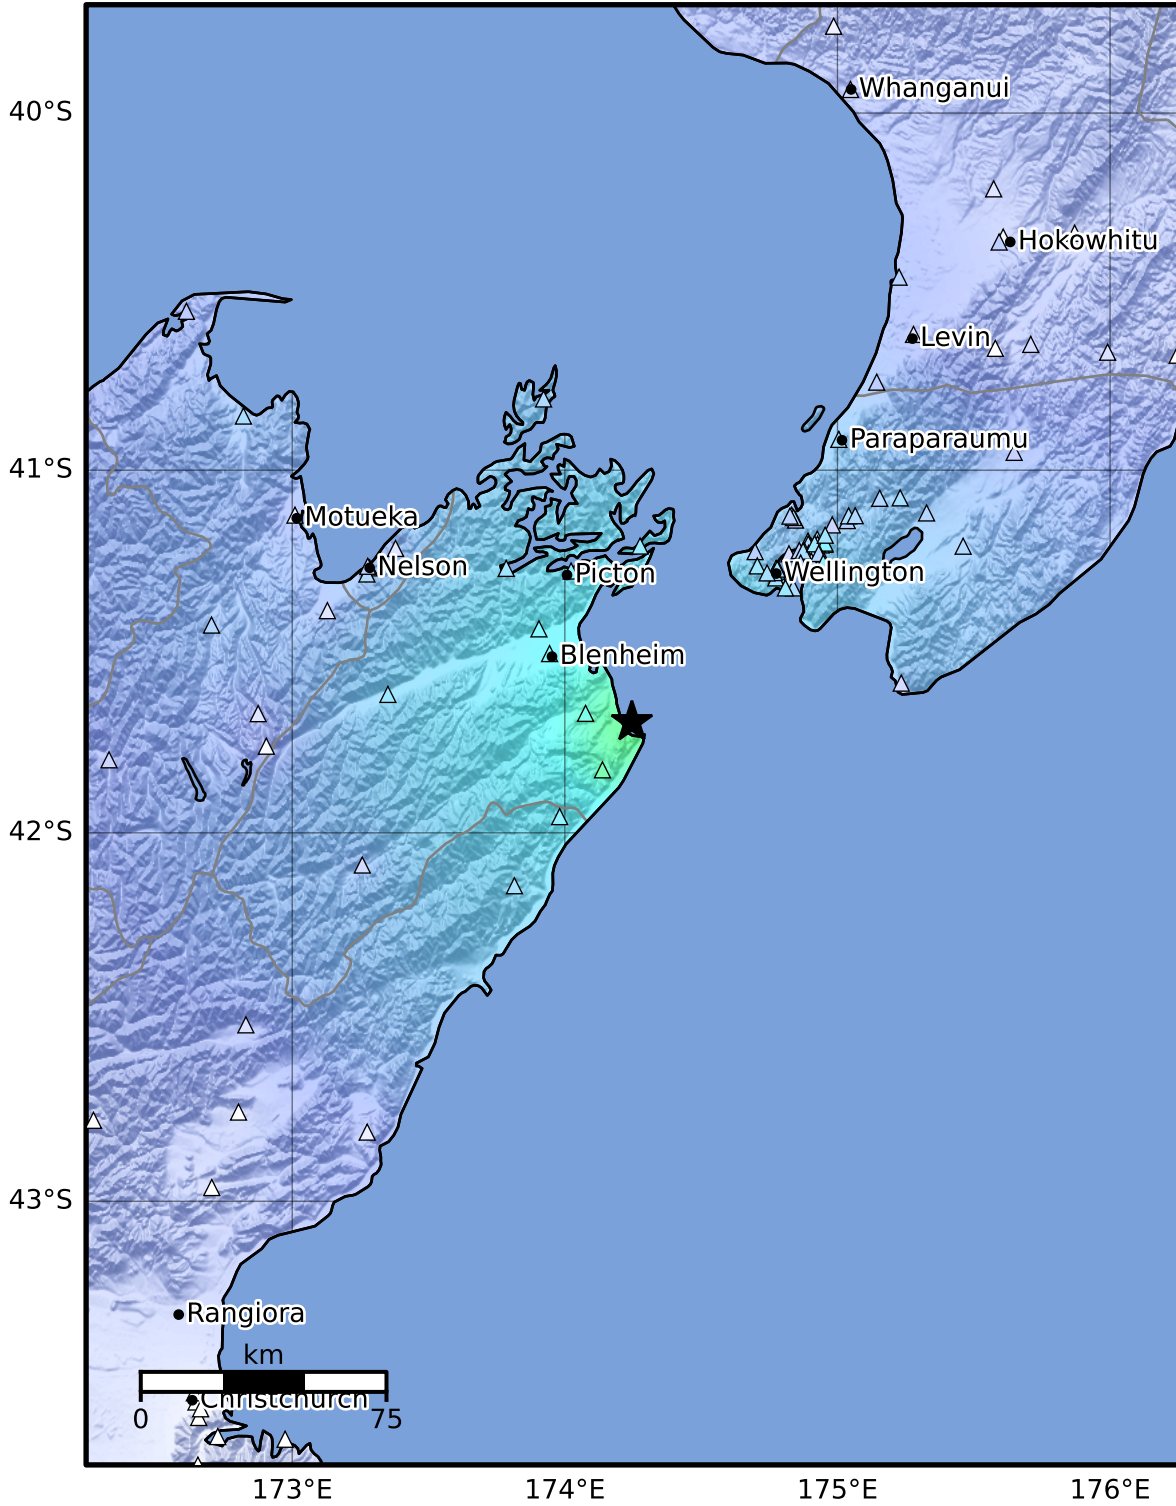 Whanganui
40°S
Hokowhitu
Levin
Paraparaumu
41°S
Motueka
Nelson
Picton
Wellington
Blenheim
42°S
43°S
Rangiora
km
Christchurch
0
75
173°E
174°E
175°E
176°E